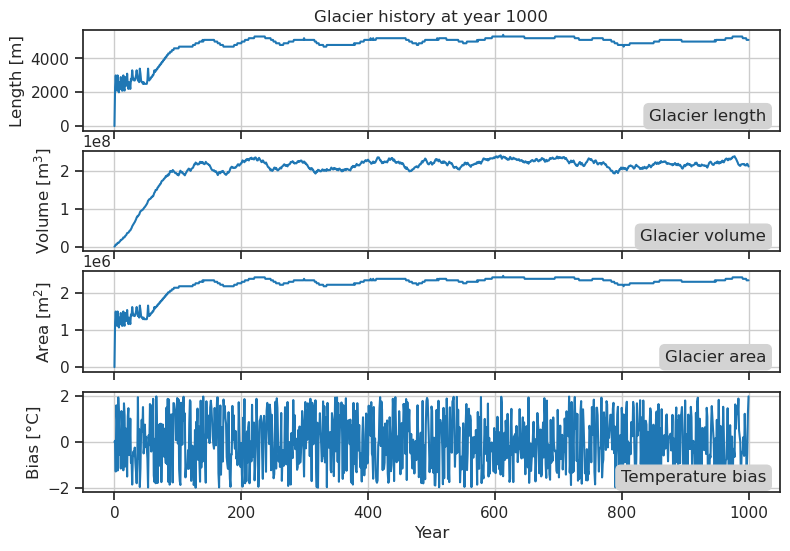 Glacier history at year 1000
Length [m]
4000
2000
0
Glacier length
1e8
Volume [m³]
2
1
0
Glacier volume
1e6
Area [m²]
2
1
0
Glacier area
Bias [°C]
2
0
−2
Temperature bias
0 200 400 600 800 1000
Year